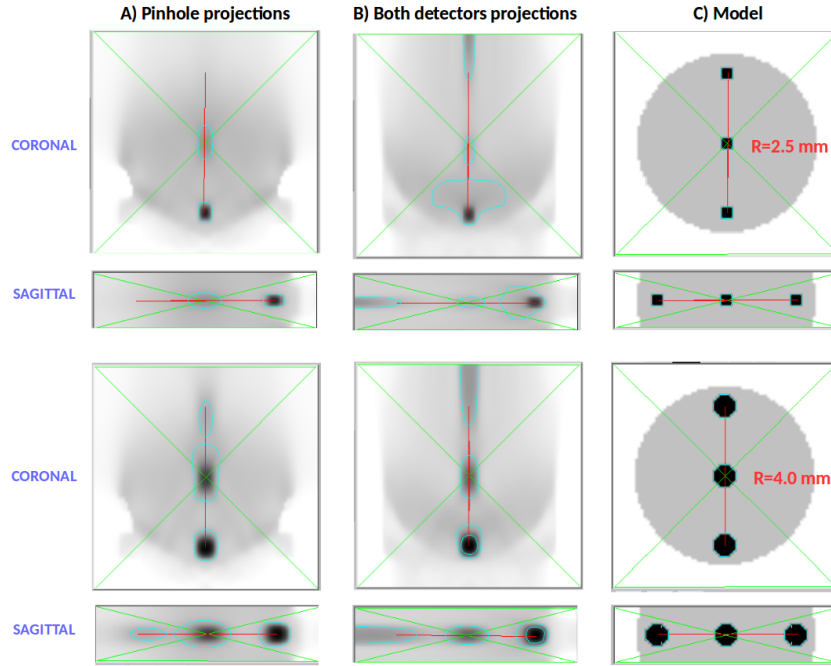 A) Pinhole projections
B) Both detectors projections
C) Model
CORONAL
R=2.5 mm
SAGITTAL
CORONAL
R=4.0 mm
SAGITTAL